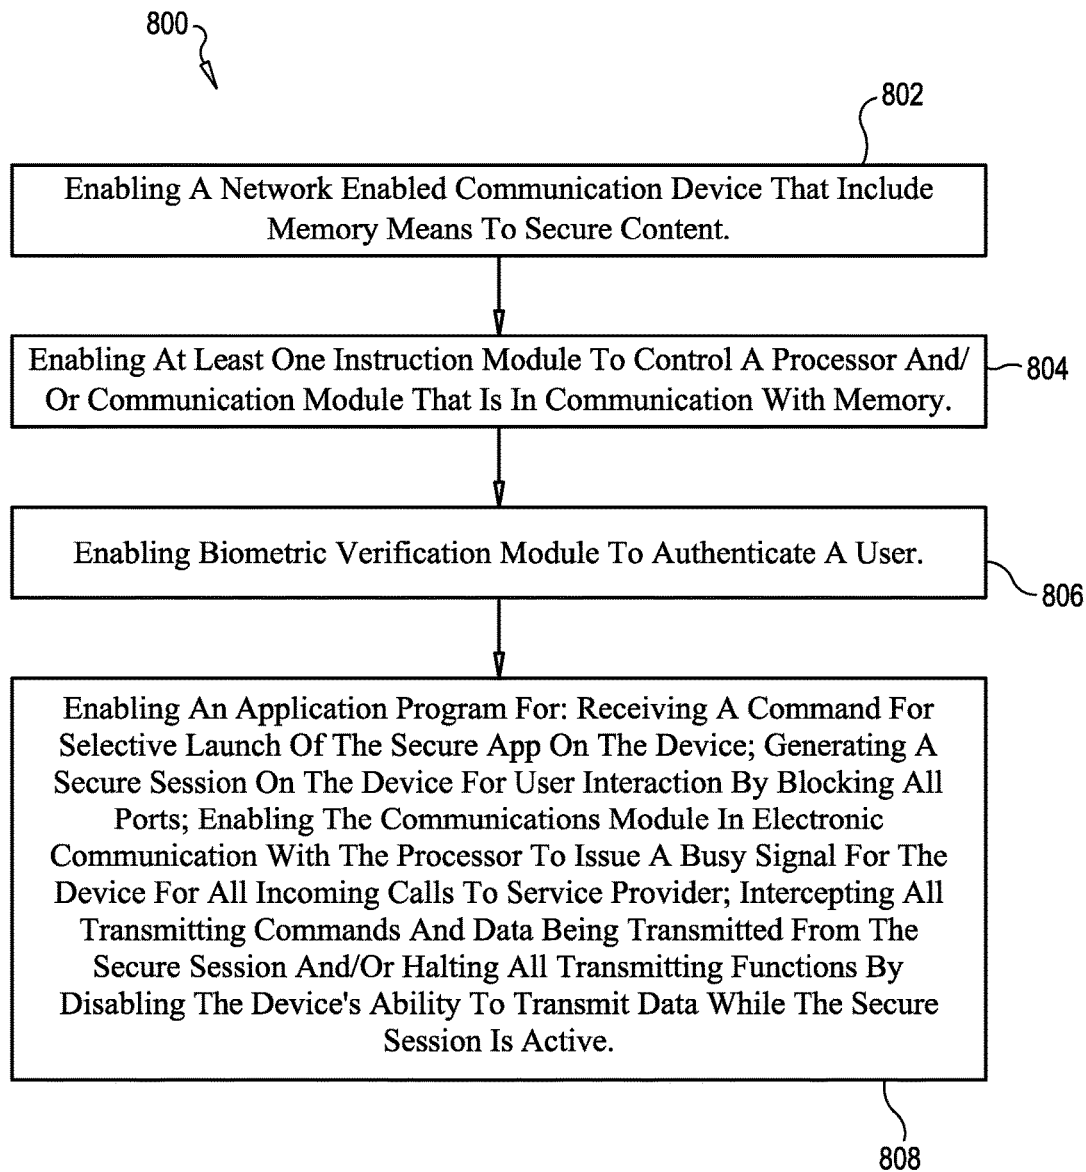 800
802
Enabling A Network Enabled Communication Device That Include
Memory Means To Secure Content.
Enabling At Least One Instruction Module To Control A Processor And/
Or Communication Module That Is In Communication With Memory.
804
Enabling Biometric Verification Module To Authenticate A User.
806
Enabling An Application Program For: Receiving A Command For
Selective Launch Of The Secure App On The Device; Generating A
Secure Session On The Device For User Interaction By Blocking All
Ports; Enabling The Communications Module In Electronic
Communication With The Processor To Issue A Busy Signal For The
Device For All Incoming Calls To Service Provider; Intercepting All
Transmitting Commands And Data Being Transmitted From The
Secure Session And/Or Halting All Transmitting Functions By
Disabling The Device's Ability To Transmit Data While The Secure
Session Is Active.
808